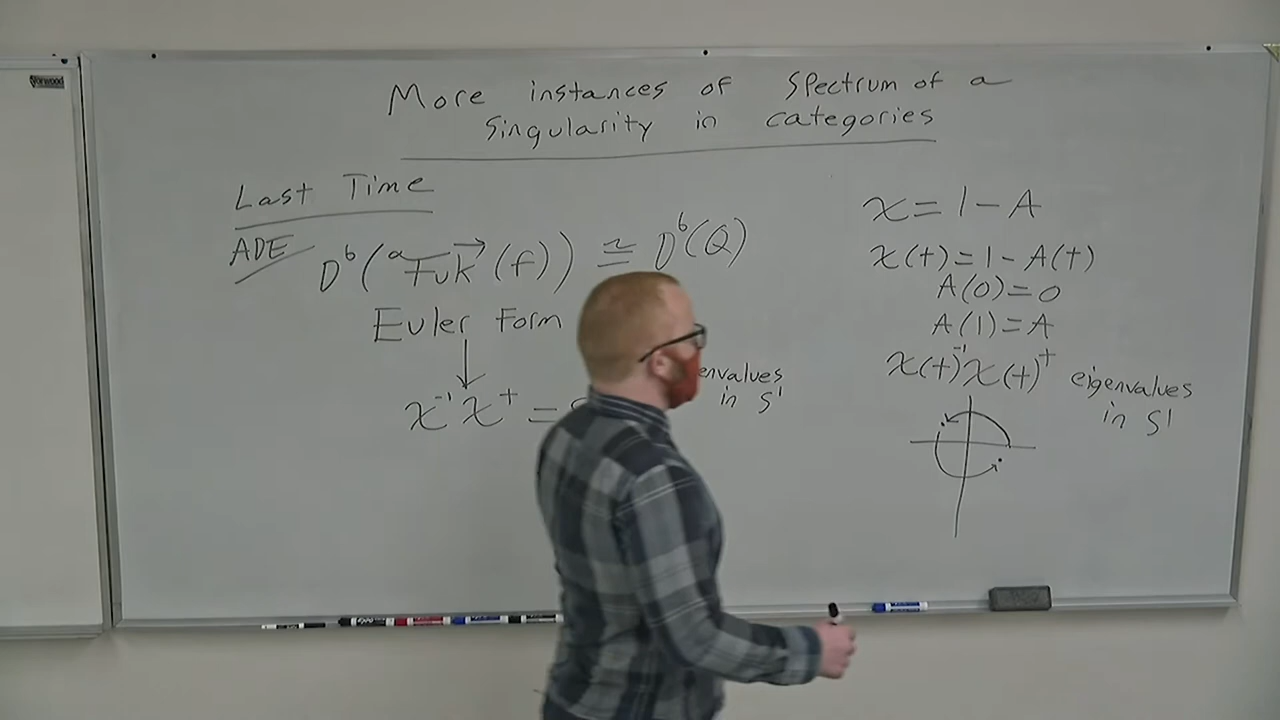 More instances of spectrum of a
singularity in categories
Last Time
ADE D^b(^aFuk^→(f)) ≅ D^b(Q)
Euler Form
χ^{-1} χ^+ =
envalues
in S^1
χ = 1 - A
χ(t) = 1 - A(t)
A(0) = 0
A(1) = A
χ(t)^{-1} χ(t)^+ eigenvalues
in S^1